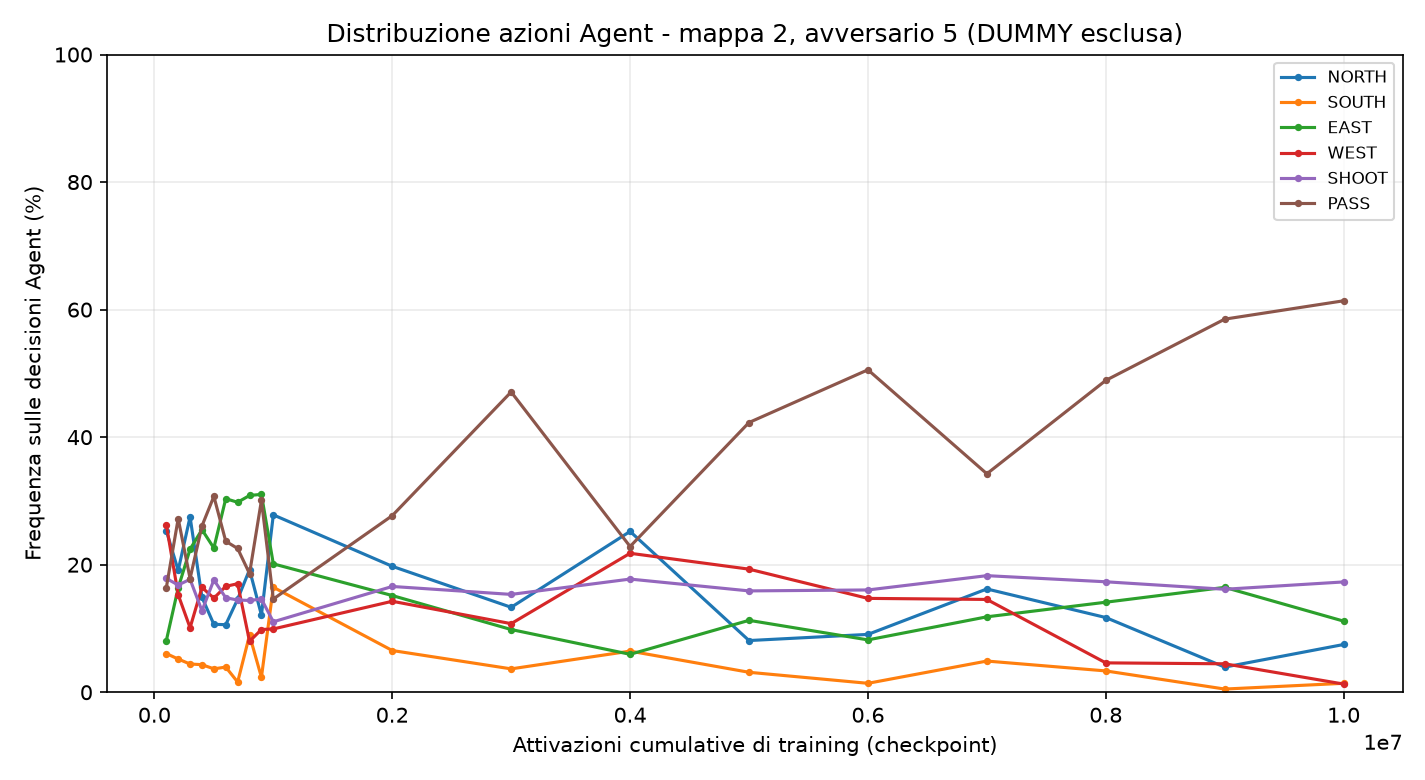 Distribuzione azioni Agent - mappa 2, avversario 5 (DUMMY esclusa)
Frequenza sulle decisioni Agent (%)
100
80
60
40
20
0
NORTH
SOUTH
EAST
WEST
SHOOT
PASS
0.0 0.2 0.4 0.6 0.8 1.0
1e7
Attivazioni cumulative di training (checkpoint)